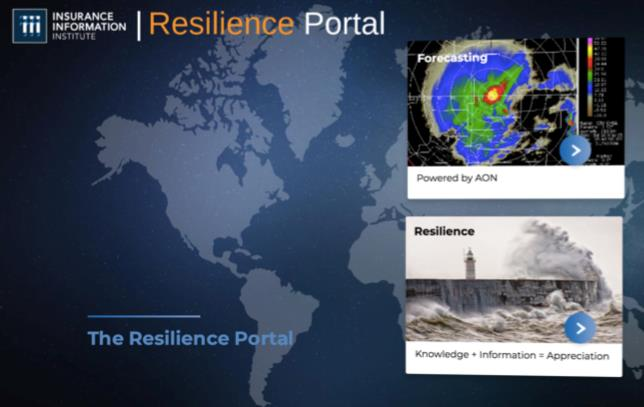 INSURANCE
INFORMATION
INSTITUTE
| Resilience Portal
Forecasting
Powered by AON
Resilience
Knowledge + Information = Appreciation
The Resilience Portal